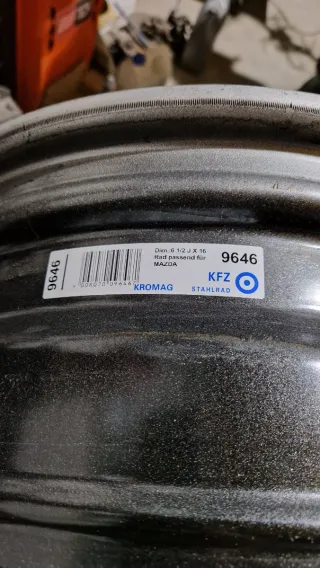 9646
Dim. 6 1/2 J X 16
Rad passend für
MAZDA
9646
KFZ
STAHLRAD
KROMAG